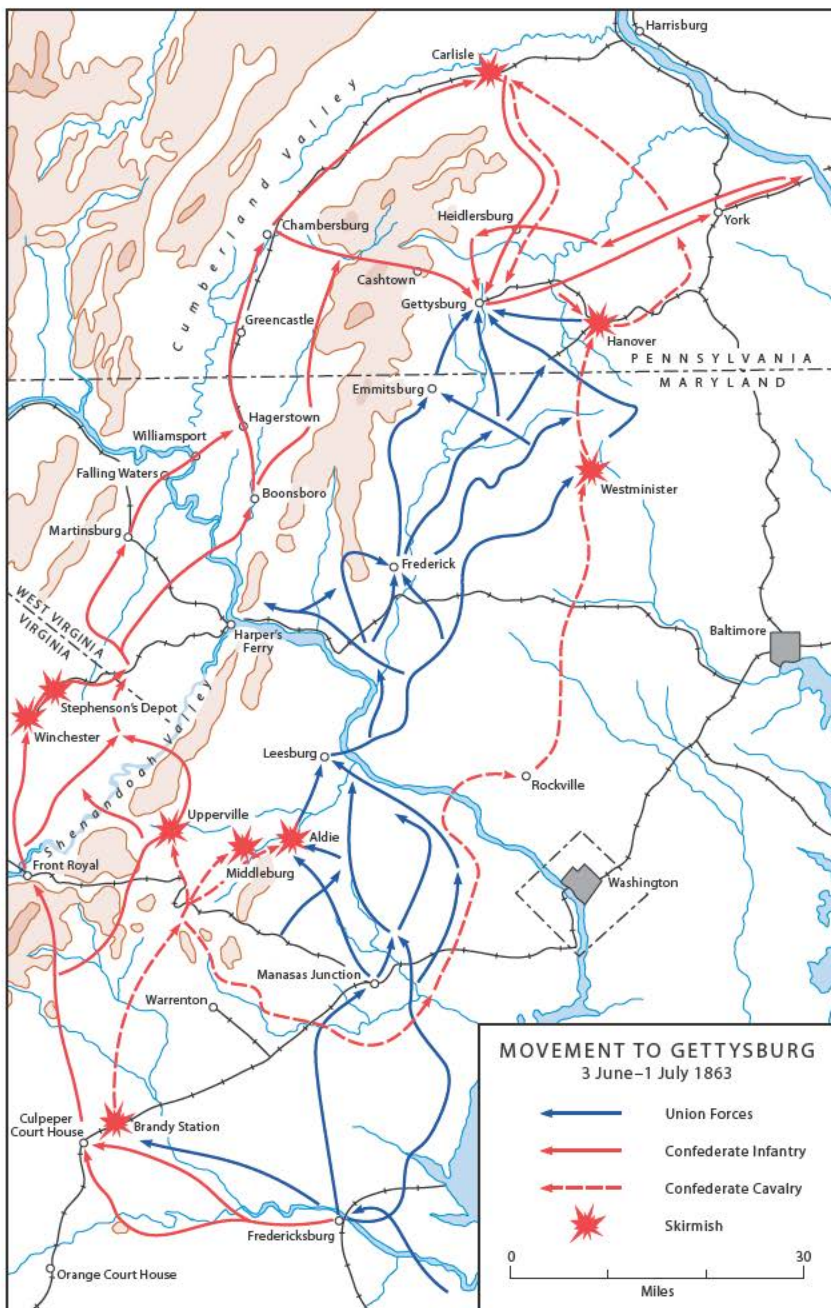 Harrisburg
Carlisle
Cumberland Valley
Heidlersburg
York
Chambersburg
Cashtown
Gettysburg
Greencastle
Hanover
PENNSYLVANIA
MARYLAND
Emmitsburg
Hagerstown
Williamsport
Falling Waters
Westminister
Boonsboro
Martinsburg
Frederick
WEST VIRGINIA
VIRGINIA
Harper's
Ferry
Baltimore
Stephenson's Depot
Winchester
Shenandoah Valley
Leesburg
Rockville
Upperville
Aldie
Middleburg
Front Royal
Washington
Manasas Junction
Warrenton
Culpeper
Court House
Brandy Station
Fredericksburg
Orange Court House
MOVEMENT TO GETTYSBURG
3 June–1 July 1863
Union Forces
Confederate Infantry
Confederate Cavalry
Skirmish
0 30
Miles